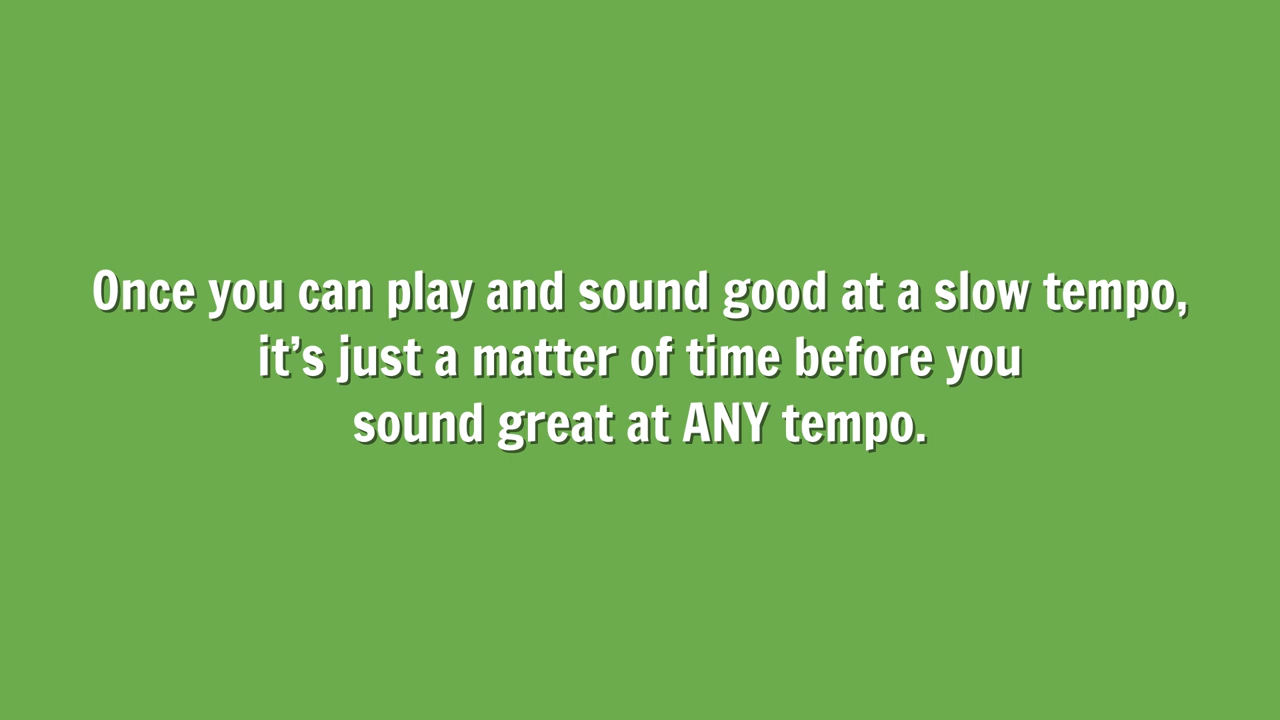 Once you can play and sound good at a slow tempo,
it’s just a matter of time before you
sound great at ANY tempo.